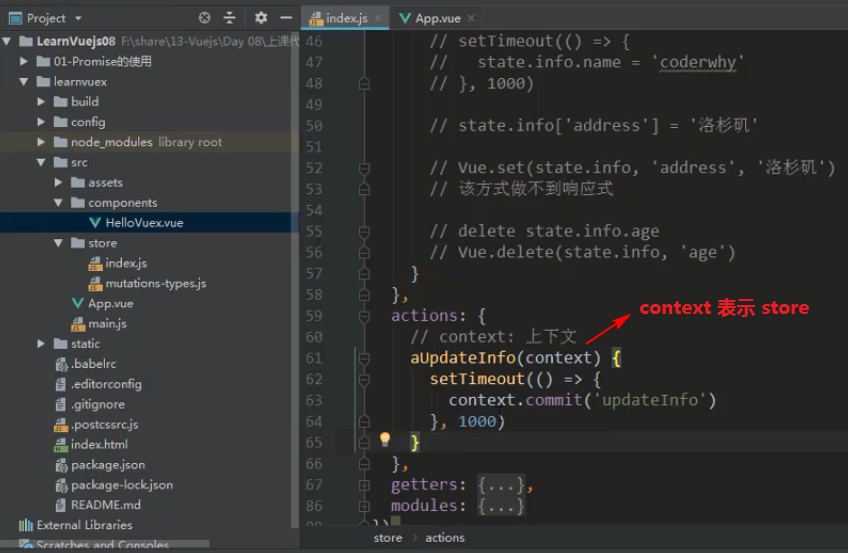 Project
index.js
App.vue
LearnVuejs08 F:\share\13-Vuejs\Day 08\上课代
01-Promise的使用
learnvuex
build
config
node_modules library root
src
assets
components
HelloVuex.vue
store
index.js
mutations-types.js
App.vue
main.js
static
.babelrc
.editorconfig
.gitignore
.postcssrc.js
index.html
package.json
package-lock.json
README.md
External Libraries
Scratches and Consoles
46 // setTimeout(() => {
47 //   state.info.name = 'coderwhy'
48 // }, 1000)
49
50 // state.info['address'] = '洛杉矶'
51
52 // Vue.set(state.info, 'address', '洛杉矶')
53 // 该方式做不到响应式
54
55 // delete state.info.age
56 // Vue.delete(state.info, 'age')
57 }
58 },
59 actions: {
60 // context: 上下文
61 aUpdateInfo(context) {
62 setTimeout(() => {
63 context.commit('updateInfo')
64 }, 1000)
65 }
66 },
67 getters: {...},
86 modules: {...}
})
context 表示 store
store
actions